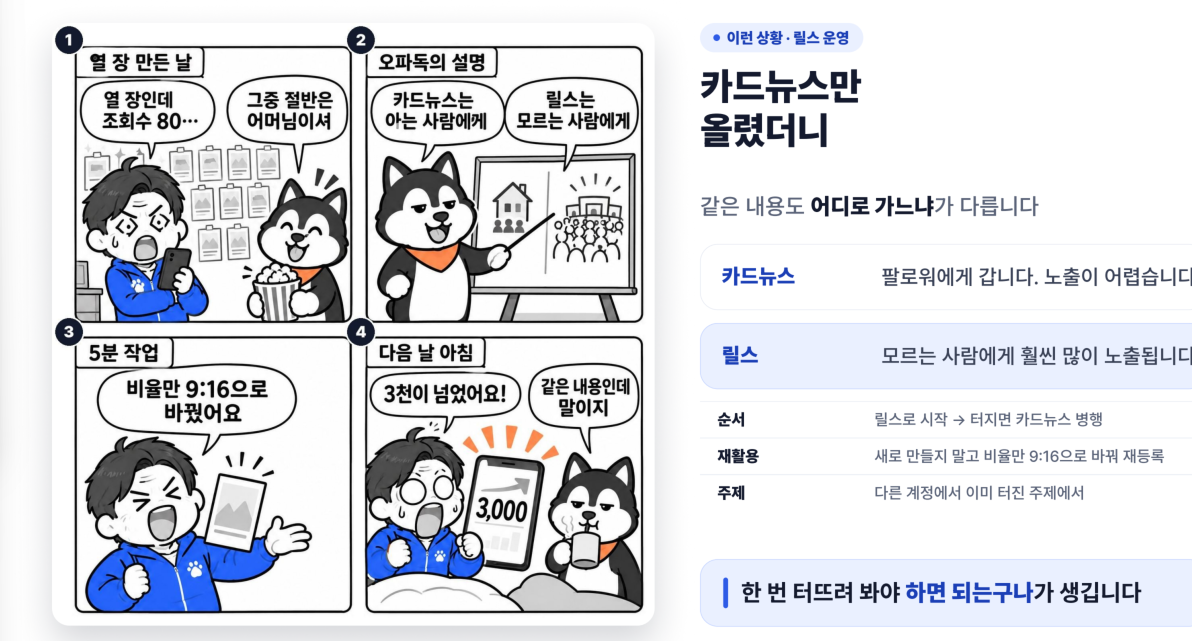 1
열 장 만든 날
열 장인데
조회수 80…
그중 절반은
어머님이셔
2
오파독의 설명
카드뉴스는
아는 사람에께
릴스는
모르는 사람에게
3
5분 작업
비율만 9:16으로
바꿨어요
4
다음 날 아침
3천이 넘었어요!
같은 내용인데
말이지
3,000
이런 상황 · 릴스 운영
카드뉴스만
올렸더니
같은 내용도 어디로 가느냐가 다릅니다
카드뉴스 팔로워에게 갑니다. 노출이 어렵습니다
릴스 모르는 사람에게 훨씬 많이 노출됩니다
순서 릴스로 시작 → 터지면 카드뉴스 병행
재활용 새로 만들지 말고 비율만 9:16으로 바꿔 재등록
주제 다른 계정에서 이미 터진 주제에서
한 번 터뜨려 봐야 하면 되는구나가 생깁니다